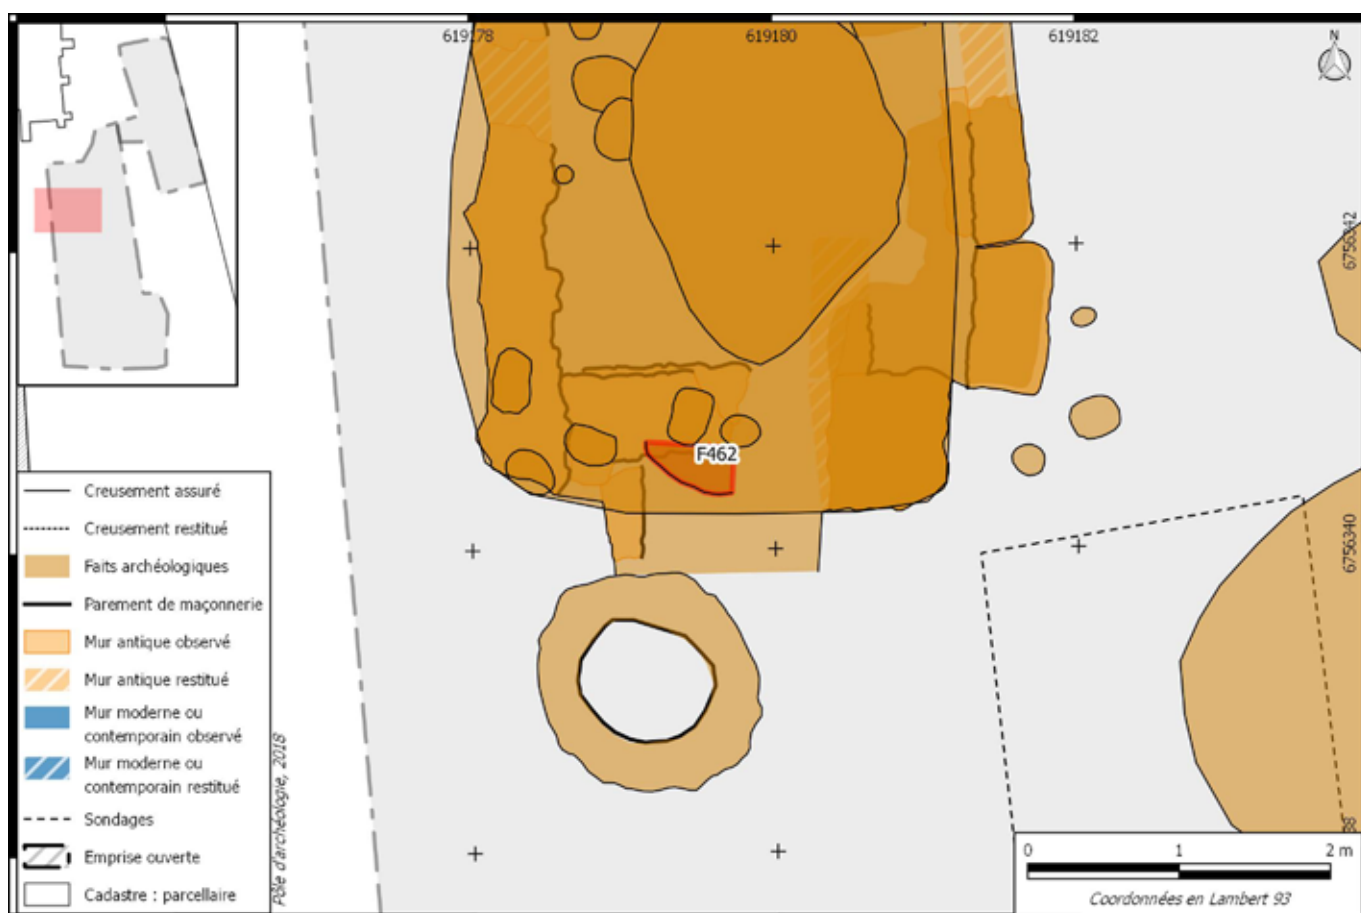 619178
619180
619182
N
6756342
F462
6756340
38
Creusement assuré
Creusement restitué
Faits archéologiques
Parement de maçonnerie
Mur antique observé
Mur antique restitué
Mur moderne ou
contemporain observé
Mur moderne ou
contemporain restitué
Sondages
Emprise ouverte
Cadastre : parcellaire
Pôle d'archéologie, 2018
0 1 2 m
Coordonnées en Lambert 93